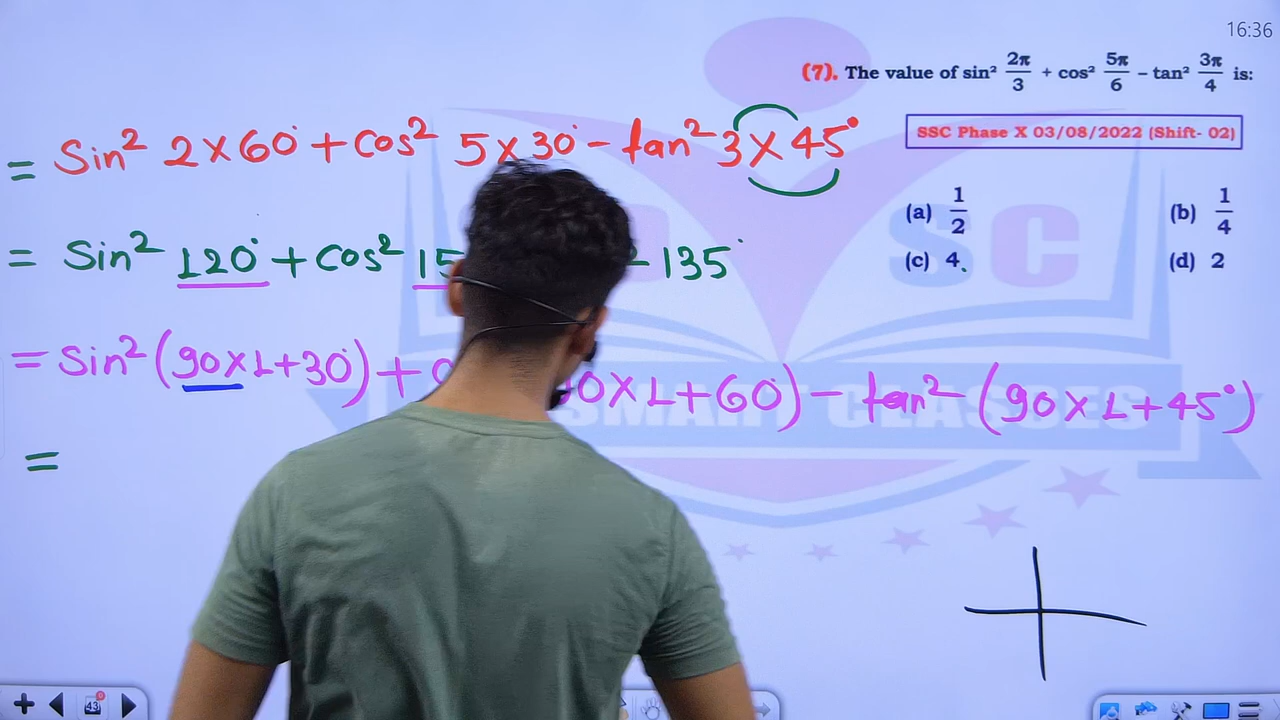 16:36
(7). The value of sin² 2π/3 + cos² 5π/6 − tan² 3π/4 is:
SSC Phase X 03/08/2022 (Shift- 02)
(a) 1/2 (b) 1/4
(c) 4. (d) 2
= Sin² 2×60° + cos² 5×30° − tan² 3×45°
= Sin² 120° + cos² 15 − 135°
= Sin² (90×1+30°) + 0×1+60°) − tan² (90×1+45°)
=
SMART CLASSES
43